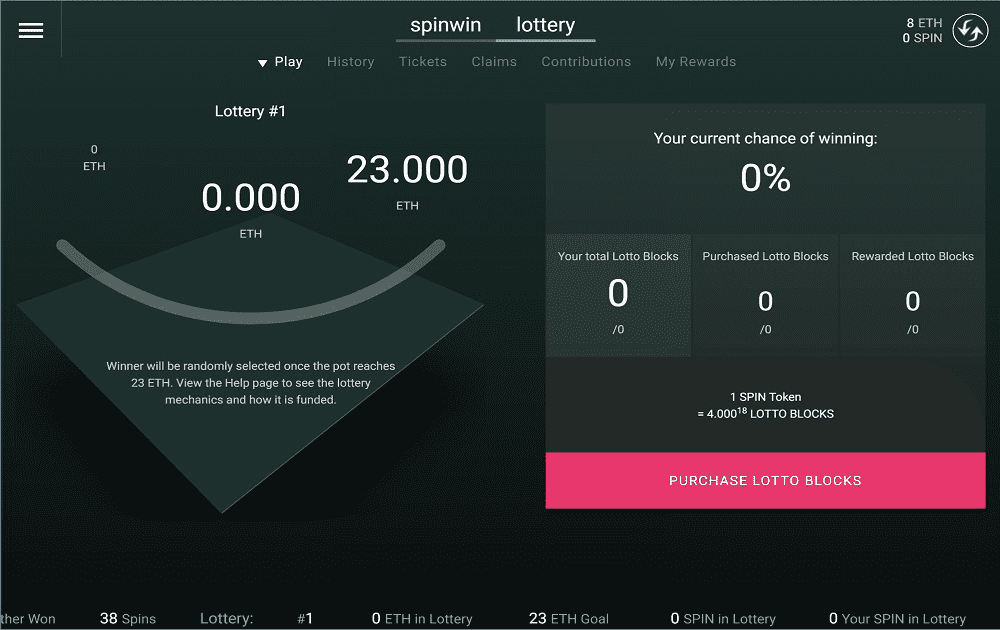 spinwin lottery
8 ETH
0 SPIN
Play History Tickets Claims Contributions My Rewards
Lottery #1
0
ETH
0.000
ETH
23.000
ETH
Winner will be randomly selected once the pot reaches
23 ETH. View the Help page to see the lottery
mechanics and how it is funded.
Your current chance of winning:
0%
Your total Lotto Blocks
0
/0
Purchased Lotto Blocks
0
/0
Rewarded Lotto Blocks
0
/0
1 SPIN Token
= 4.000¹⁸ LOTTO BLOCKS
PURCHASE LOTTO BLOCKS
ther Won 38 Spins Lottery: #1 0 ETH in Lottery 23 ETH Goal 0 SPIN in Lottery 0 Your SPIN in Lottery